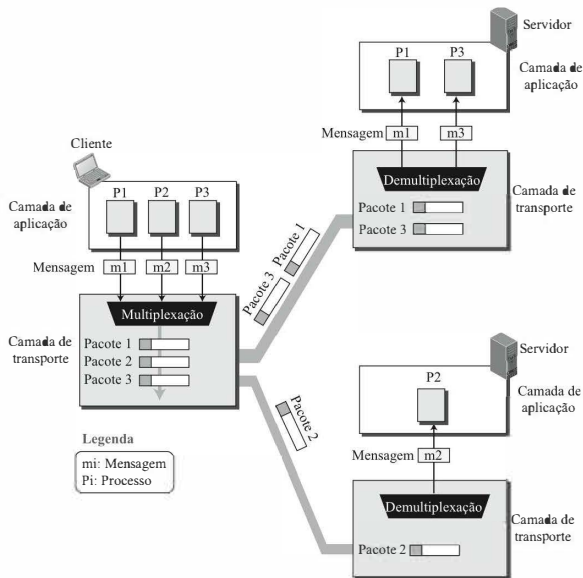 Servidor
P1 P3
Camada de
aplicação
Mensagem m1 m3
Demultiplexação
Pacote 1
Pacote 3
Camada de
transporte
Cliente
P1 P2 P3
Camada de
aplicação
Mensagem m1 m2 m3
Multiplexação
Pacote 1
Pacote 2
Pacote 3
Camada de
transporte
Pacote 1
Pacote 3
Pacote 2
Servidor
P2
Camada de
aplicação
Mensagem m2
Demultiplexação
Pacote 2
Camada de
transporte
Legenda
mi: Mensagem
Pi: Processo